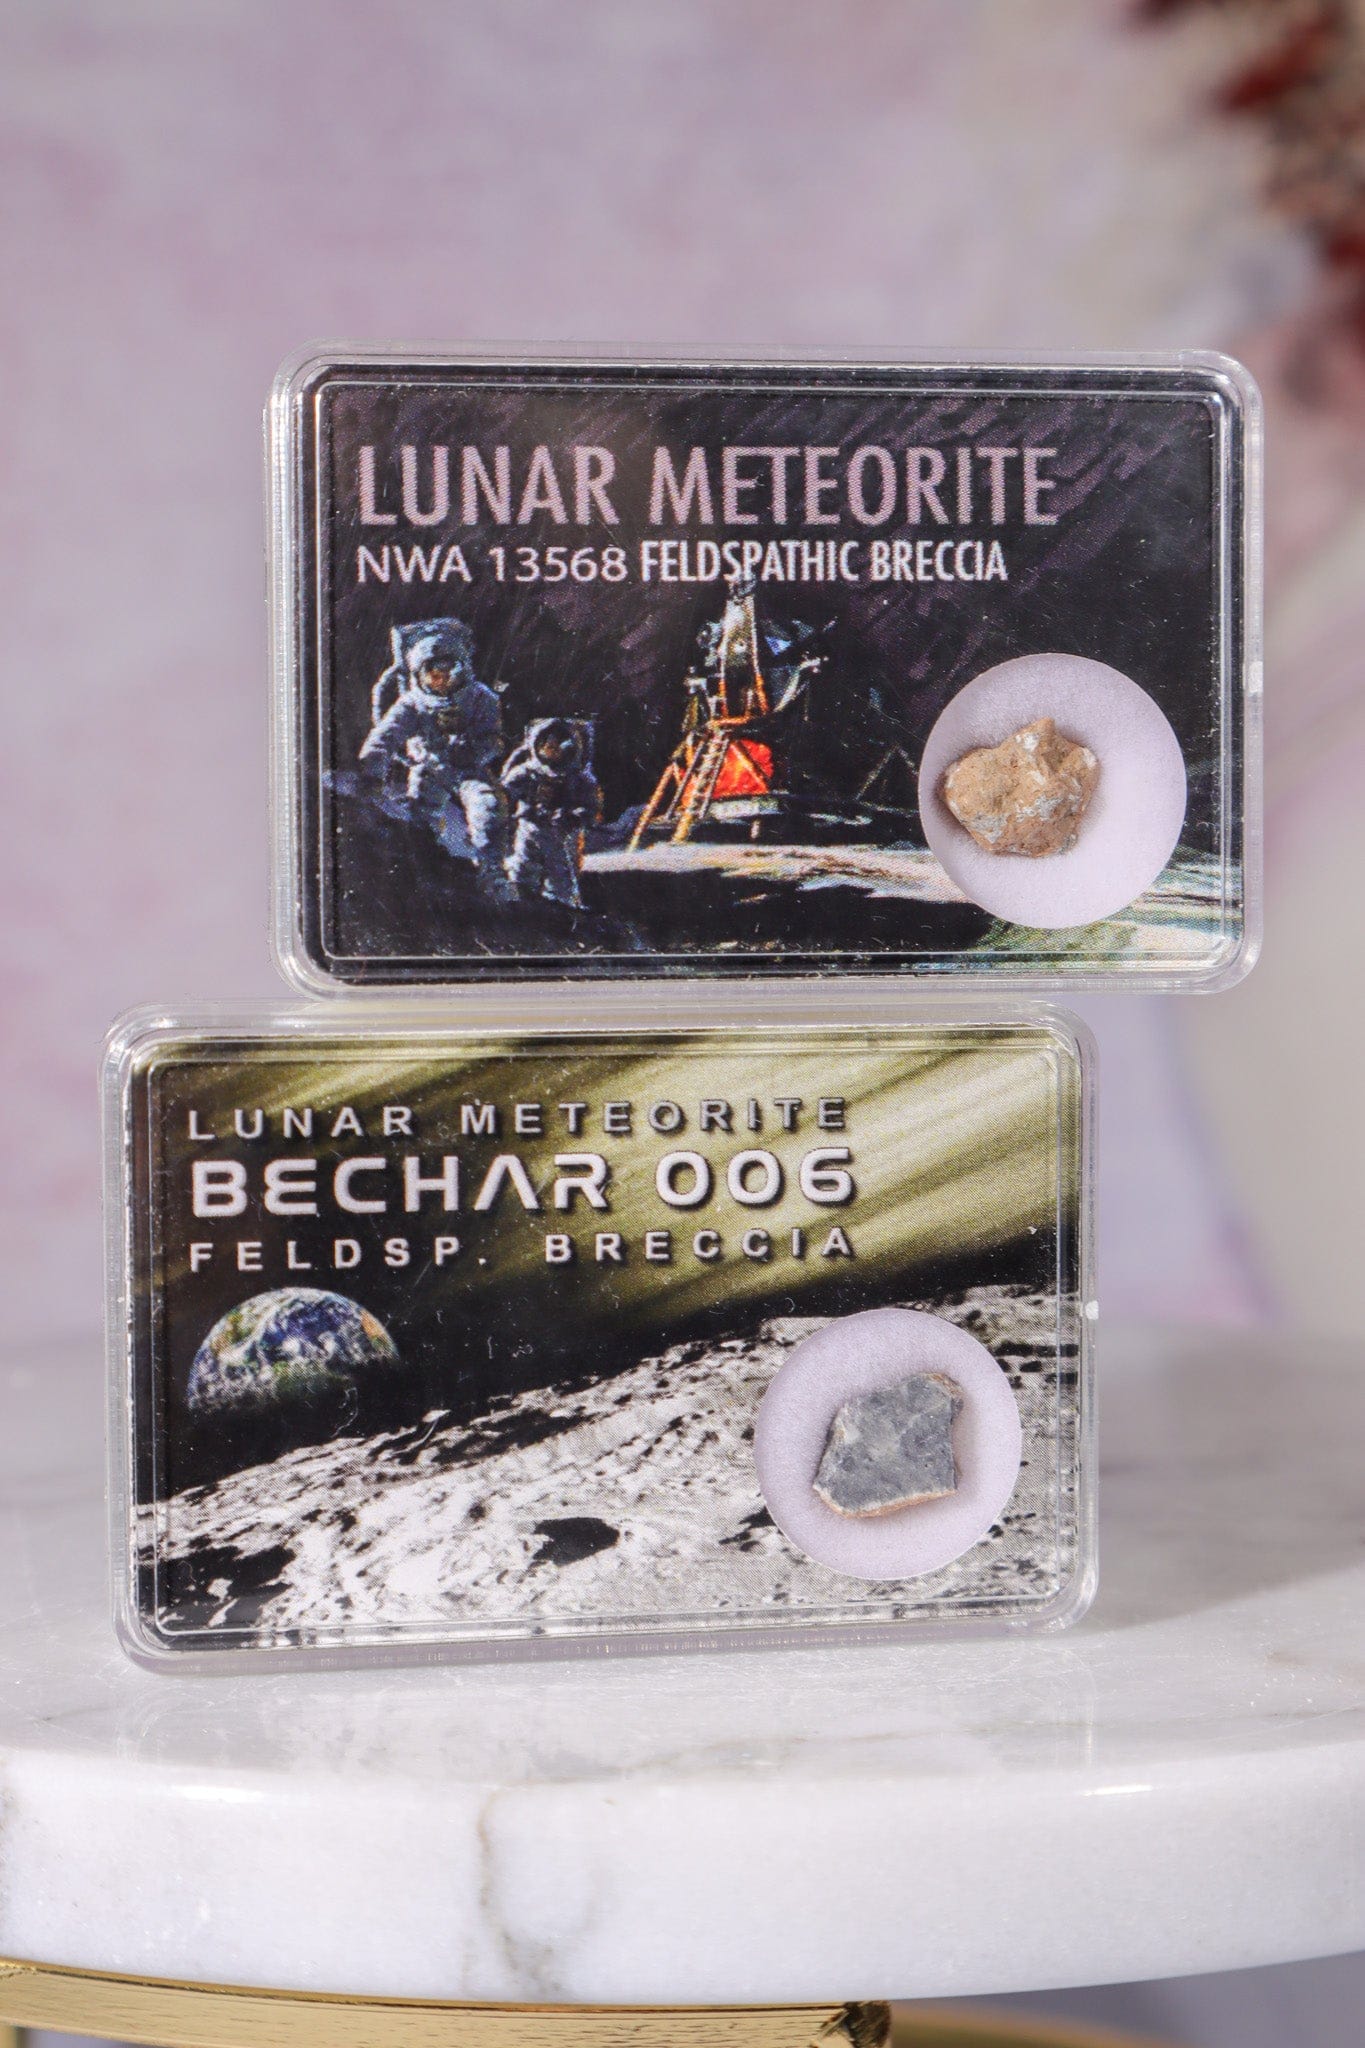 LUNAR METEORITE
NWA 13568 FELDSPATHIC BRECCIA
LUNAR METEORITE
BECHAR 006
FELDSP. BRECCIA